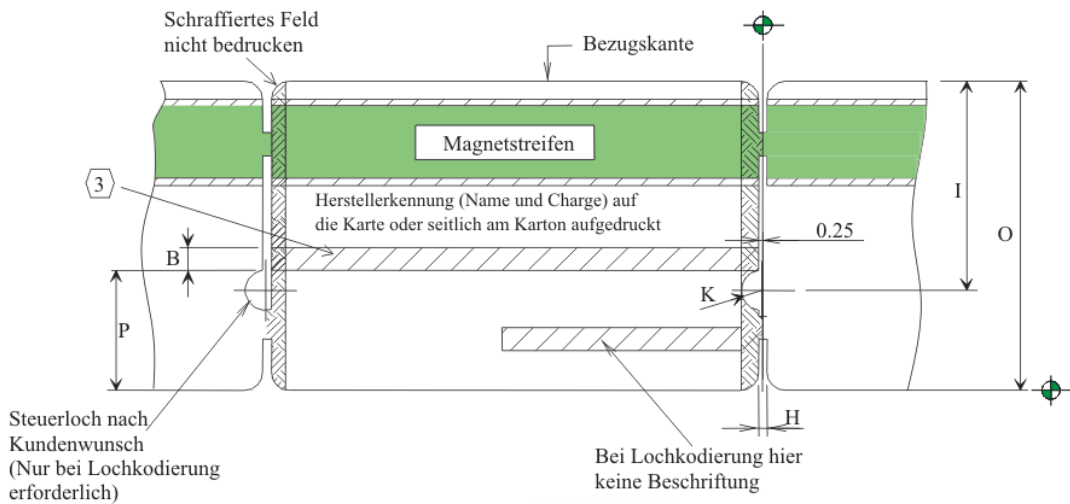 Schraffiertes Feld
nicht bedrucken
Bezugskante
Magnetstreifen
3
Herstellerkennung (Name und Charge) auf
die Karte oder seitlich am Karton aufgedruckt
I
O
0.25
B
K
P
H
Steuerloch nach
Kundenwunsch
(Nur bei Lochkodierung
erforderlich)
Bei Lochkodierung hier
keine Beschriftung